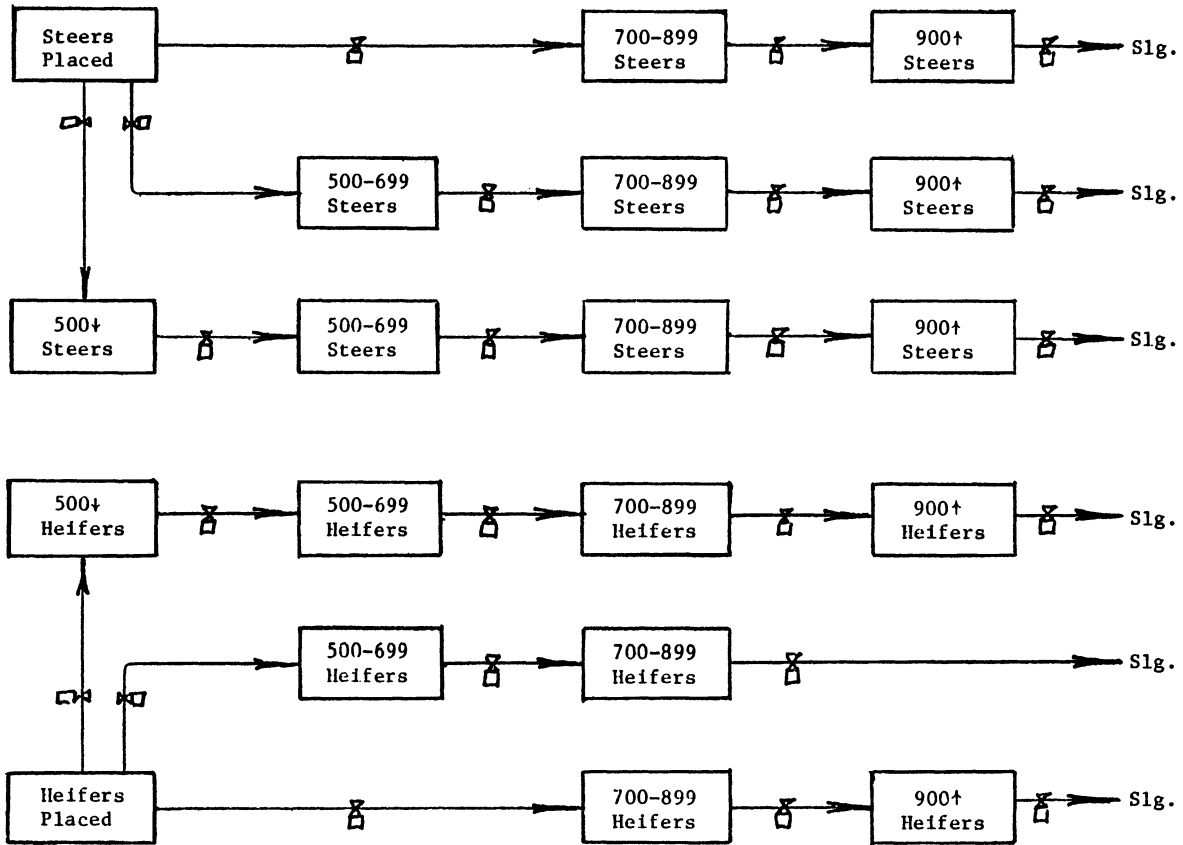 Steers
Placed
700-899
Steers
900↑
Steers
Slg.
500-699
Steers
700-899
Steers
900↑
Steers
Slg.
500↓
Steers
500-699
Steers
700-899
Steers
900↑
Steers
Slg.
500↓
Heifers
500-699
Heifers
700-899
Heifers
900↑
Heifers
Slg.
500-699
Heifers
700-899
Heifers
Slg.
Heifers
Placed
700-899
Heifers
900↑
Heifers
Slg.